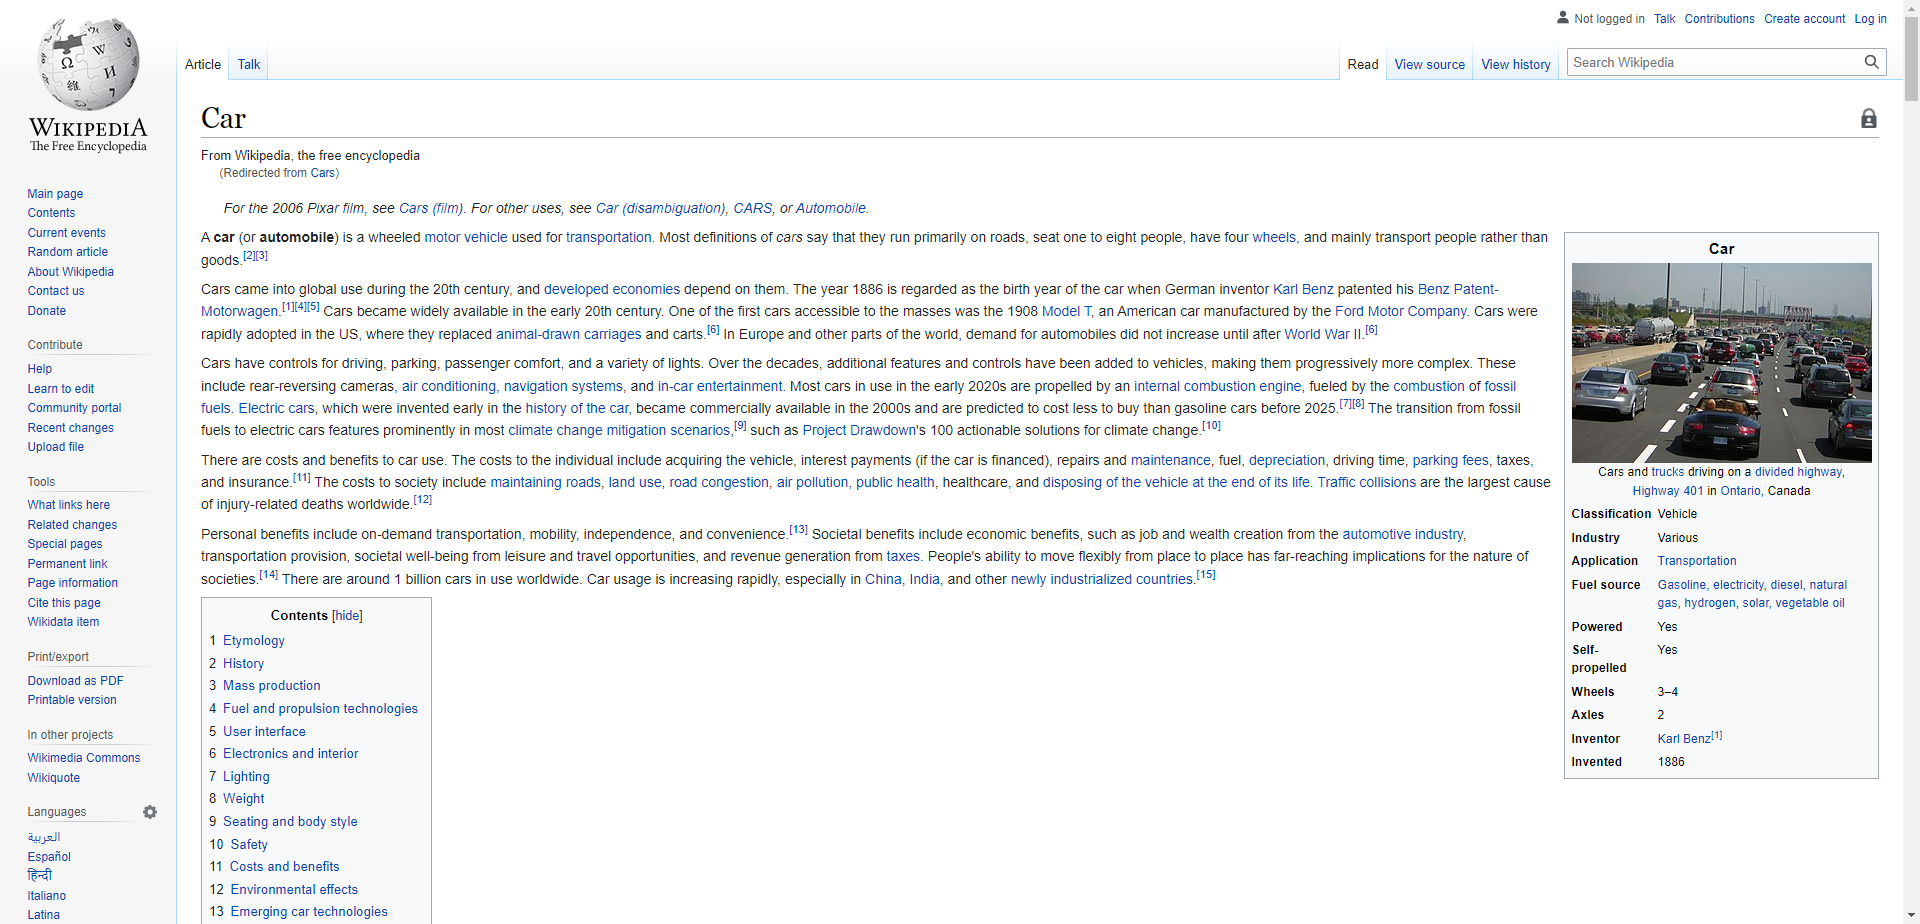 Not logged in Talk Contributions Create account Log in
Article Talk Read View source View history Search Wikipedia
WIKIPEDIA
The Free Encyclopedia
Main page
Contents
Current events
Random article
About Wikipedia
Contact us
Donate
Contribute
Help
Learn to edit
Community portal
Recent changes
Upload file
Tools
What links here
Related changes
Special pages
Permanent link
Page information
Cite this page
Wikidata item
Print/export
Download as PDF
Printable version
In other projects
Wikimedia Commons
Wikiquote
Languages
العربية
Español
हिन्दी
Italiano
Latina
Car
From Wikipedia, the free encyclopedia
(Redirected from Cars)
For the 2006 Pixar film, see Cars (film). For other uses, see Car (disambiguation), CARS, or Automobile.
A car (or automobile) is a wheeled motor vehicle used for transportation. Most definitions of cars say that they run primarily on roads, seat one to eight people, have four wheels, and mainly transport people rather than
goods.[2][3]
Cars came into global use during the 20th century, and developed economies depend on them. The year 1886 is regarded as the birth year of the car when German inventor Karl Benz patented his Benz Patent-
Motorwagen.[1][4][5] Cars became widely available in the early 20th century. One of the first cars accessible to the masses was the 1908 Model T, an American car manufactured by the Ford Motor Company. Cars were
rapidly adopted in the US, where they replaced animal-drawn carriages and carts.[6] In Europe and other parts of the world, demand for automobiles did not increase until after World War II.[6]
Cars have controls for driving, parking, passenger comfort, and a variety of lights. Over the decades, additional features and controls have been added to vehicles, making them progressively more complex. These
include rear-reversing cameras, air conditioning, navigation systems, and in-car entertainment. Most cars in use in the early 2020s are propelled by an internal combustion engine, fueled by the combustion of fossil
fuels. Electric cars, which were invented early in the history of the car, became commercially available in the 2000s and are predicted to cost less to buy than gasoline cars before 2025.[7][8] The transition from fossil
fuels to electric cars features prominently in most climate change mitigation scenarios,[9] such as Project Drawdown's 100 actionable solutions for climate change.[10]
There are costs and benefits to car use. The costs to the individual include acquiring the vehicle, interest payments (if the car is financed), repairs and maintenance, fuel, depreciation, driving time, parking fees, taxes,
and insurance.[11] The costs to society include maintaining roads, land use, road congestion, air pollution, public health, healthcare, and disposing of the vehicle at the end of its life. Traffic collisions are the largest cause
of injury-related deaths worldwide.[12]
Personal benefits include on-demand transportation, mobility, independence, and convenience.[13] Societal benefits include economic benefits, such as job and wealth creation from the automotive industry,
transportation provision, societal well-being from leisure and travel opportunities, and revenue generation from taxes. People's ability to move flexibly from place to place has far-reaching implications for the nature of
societies.[14] There are around 1 billion cars in use worldwide. Car usage is increasing rapidly, especially in China, India, and other newly industrialized countries.[15]
Contents [hide]
1 Etymology
2 History
3 Mass production
4 Fuel and propulsion technologies
5 User interface
6 Electronics and interior
7 Lighting
8 Weight
9 Seating and body style
10 Safety
11 Costs and benefits
12 Environmental effects
13 Emerging car technologies
Car
Cars and trucks driving on a divided highway,
Highway 401 in Ontario, Canada
Classification Vehicle
Industry Various
Application Transportation
Fuel source Gasoline, electricity, diesel, natural
gas, hydrogen, solar, vegetable oil
Powered Yes
Self-
propelled Yes
Wheels 3–4
Axles 2
Inventor Karl Benz[1]
Invented 1886